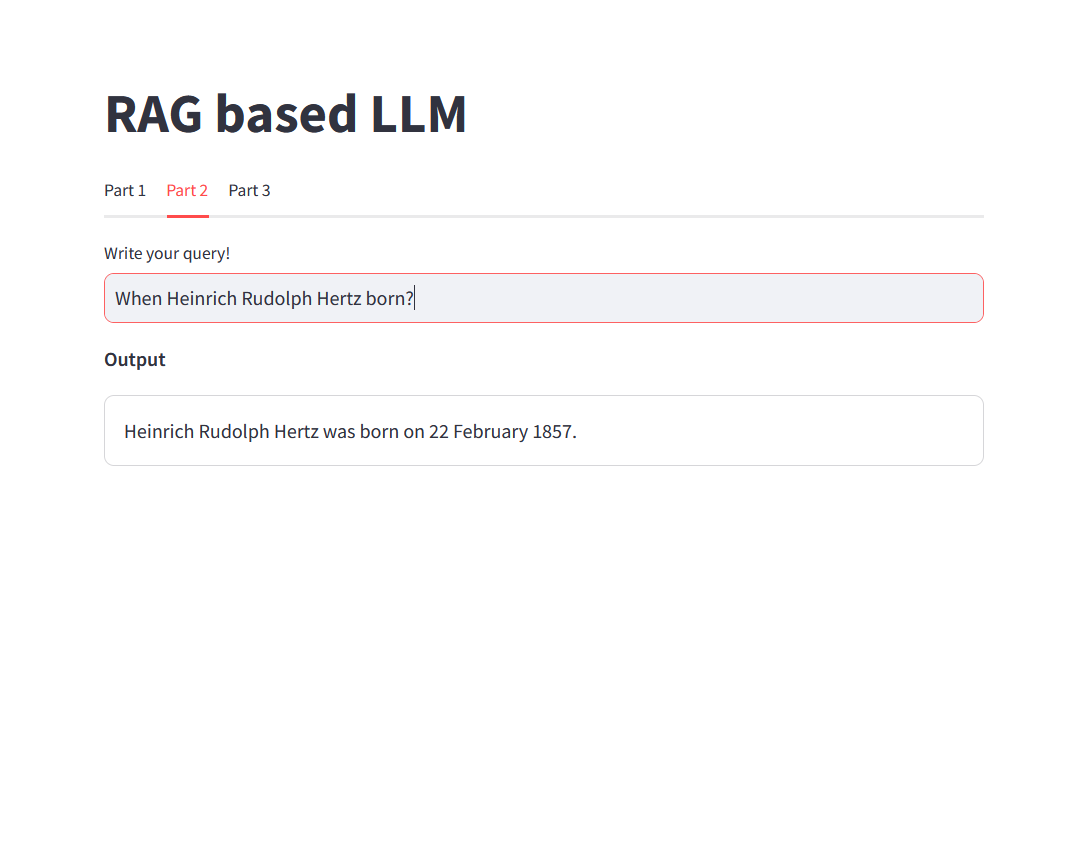 RAG based LLM
Part 1 Part 2 Part 3
Write your query!
When Heinrich Rudolph Hertz born?
Output
Heinrich Rudolph Hertz was born on 22 February 1857.